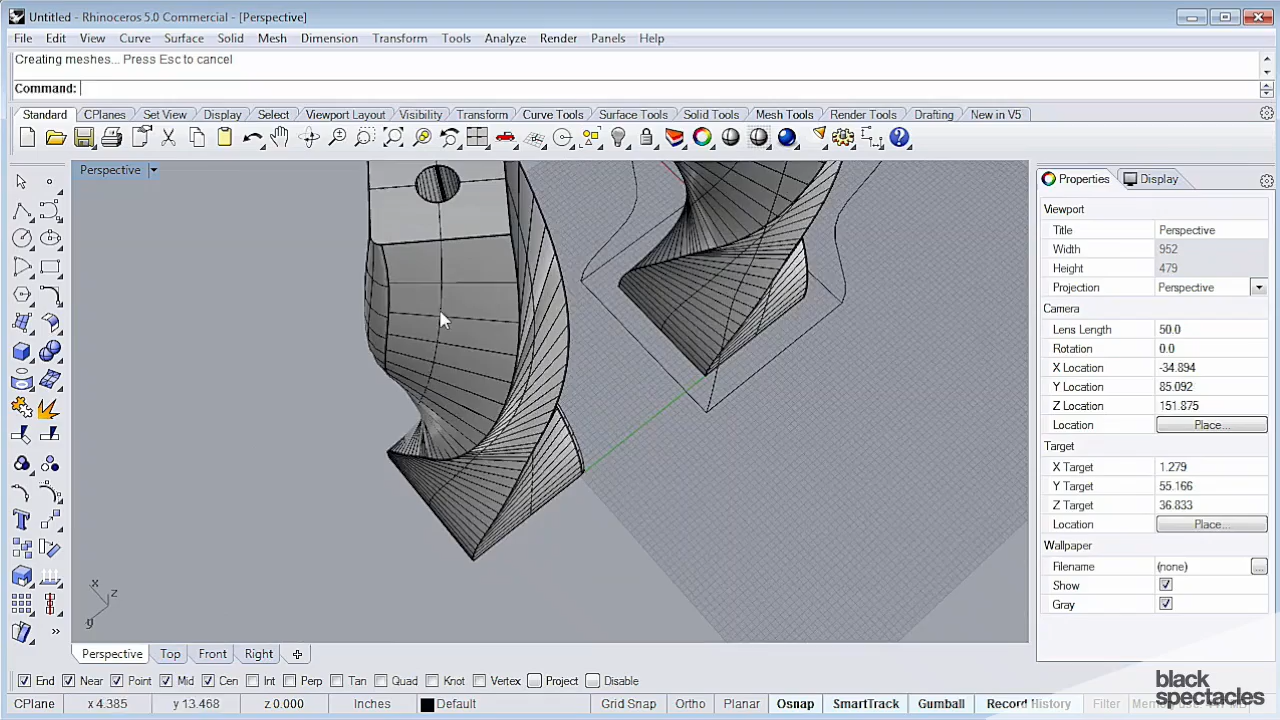 Untitled - Rhinoceros 5.0 Commercial - [Perspective]
File Edit View Curve Surface Solid Mesh Dimension Transform Tools Analyze Render Panels Help
Creating meshes... Press Esc to cancel
Command:
Standard CPlanes Set View Display Select Viewport Layout Visibility Transform Curve Tools Surface Tools Solid Tools Mesh Tools Render Tools Drafting New in V5
Perspective
Properties Display
Viewport
Title Perspective
Width 952
Height 479
Projection Perspective
Camera
Lens Length 50.0
Rotation 0.0
X Location -34.894
Y Location 85.092
Z Location 151.875
Location Place...
Target
X Target 1.279
Y Target 55.166
Z Target 36.833
Location Place...
Wallpaper
Filename (none) ...
Show
Gray
x
z
y
Perspective Top Front Right
End Near Point Mid Cen Int Perp Tan Quad Knot Vertex Project Disable
CPlane x 4.385 y 13.468 z 0.000 Inches Default Grid Snap Ortho Planar Osnap SmartTrack Gumball Record History Filter
black
spectacles